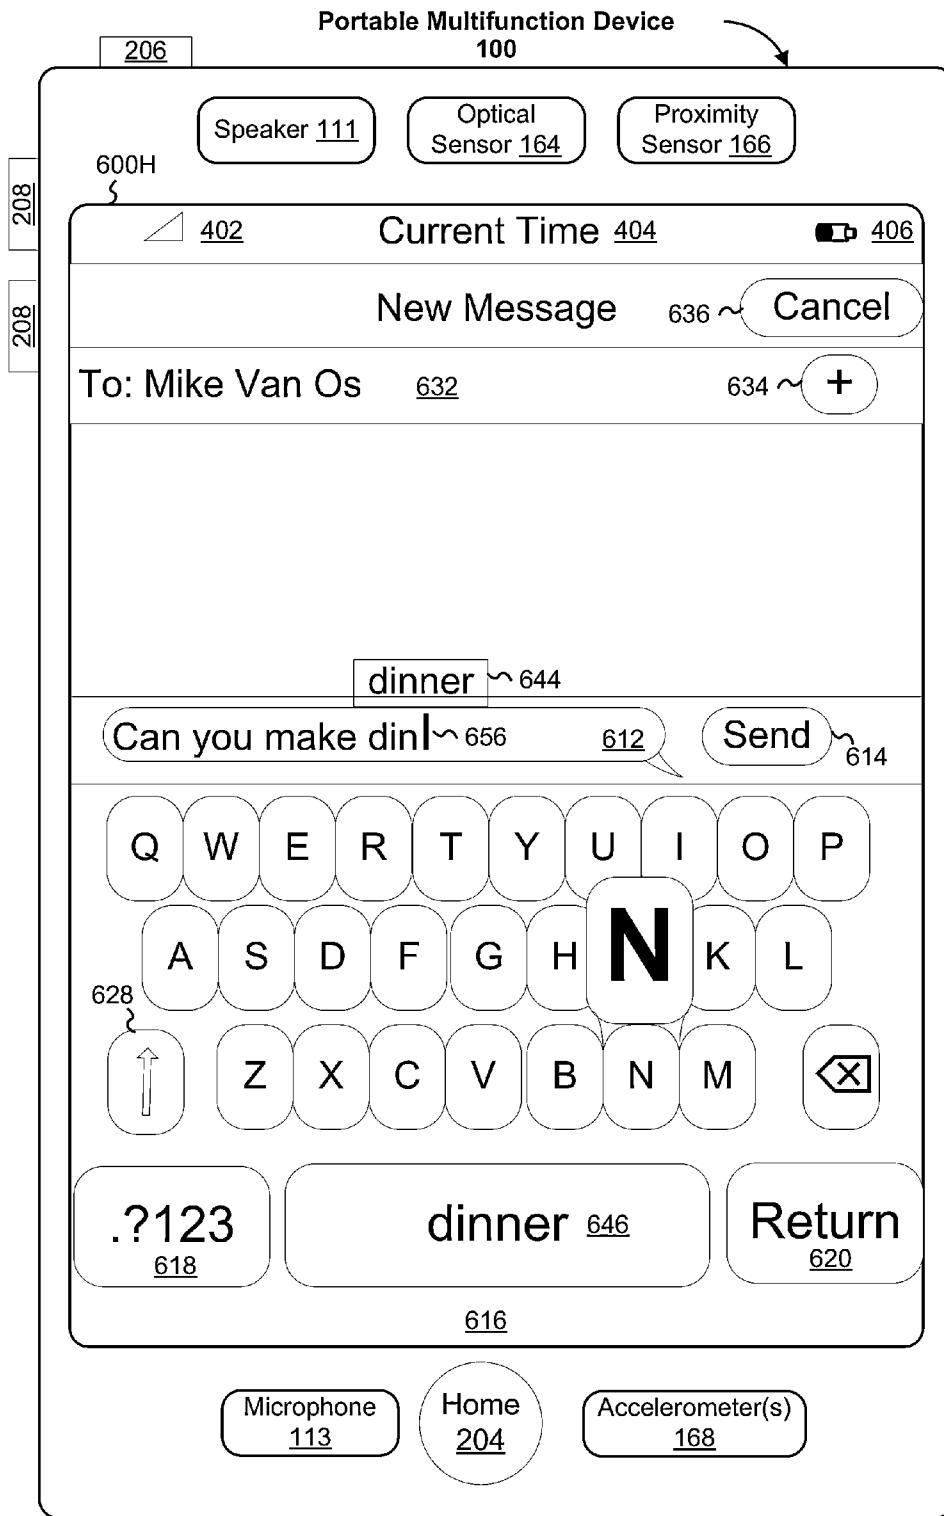 Portable Multifunction Device
100
206
Speaker 111
Optical
Sensor 164
Proximity
Sensor 166
600H
208
208
402 Current Time 404 406
New Message 636 Cancel
To: Mike Van Os 632 634 +
dinner 644
Can you make din 656 612 Send 614
Q W E R T Y U I O P
A S D F G H N K L
628
Z X C V B N M
.?123
618
dinner 646
Return
620
616
Microphone
113
Home
204
Accelerometer(s)
168